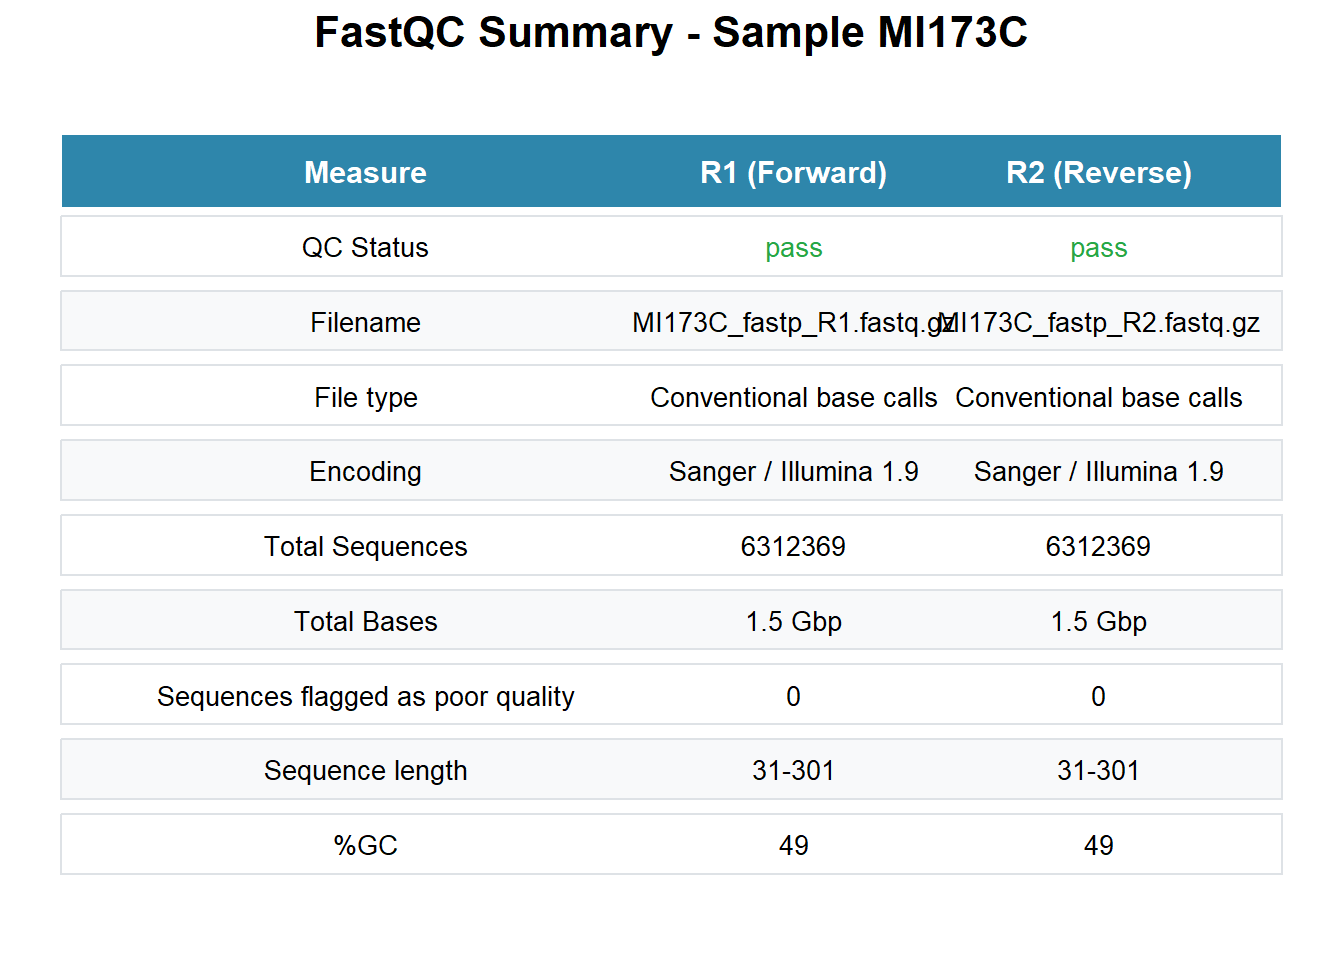 FastQC Summary - Sample MI173C
Measure R1 (Forward) R2 (Reverse)
QC Status pass pass
Filename MI173C_fastp_R1.fastq.gz MI173C_fastp_R2.fastq.gz
File type Conventional base calls Conventional base calls
Encoding Sanger / Illumina 1.9 Sanger / Illumina 1.9
Total Sequences 6312369 6312369
Total Bases 1.5 Gbp 1.5 Gbp
Sequences flagged as poor quality 0 0
Sequence length 31-301 31-301
%GC 49 49